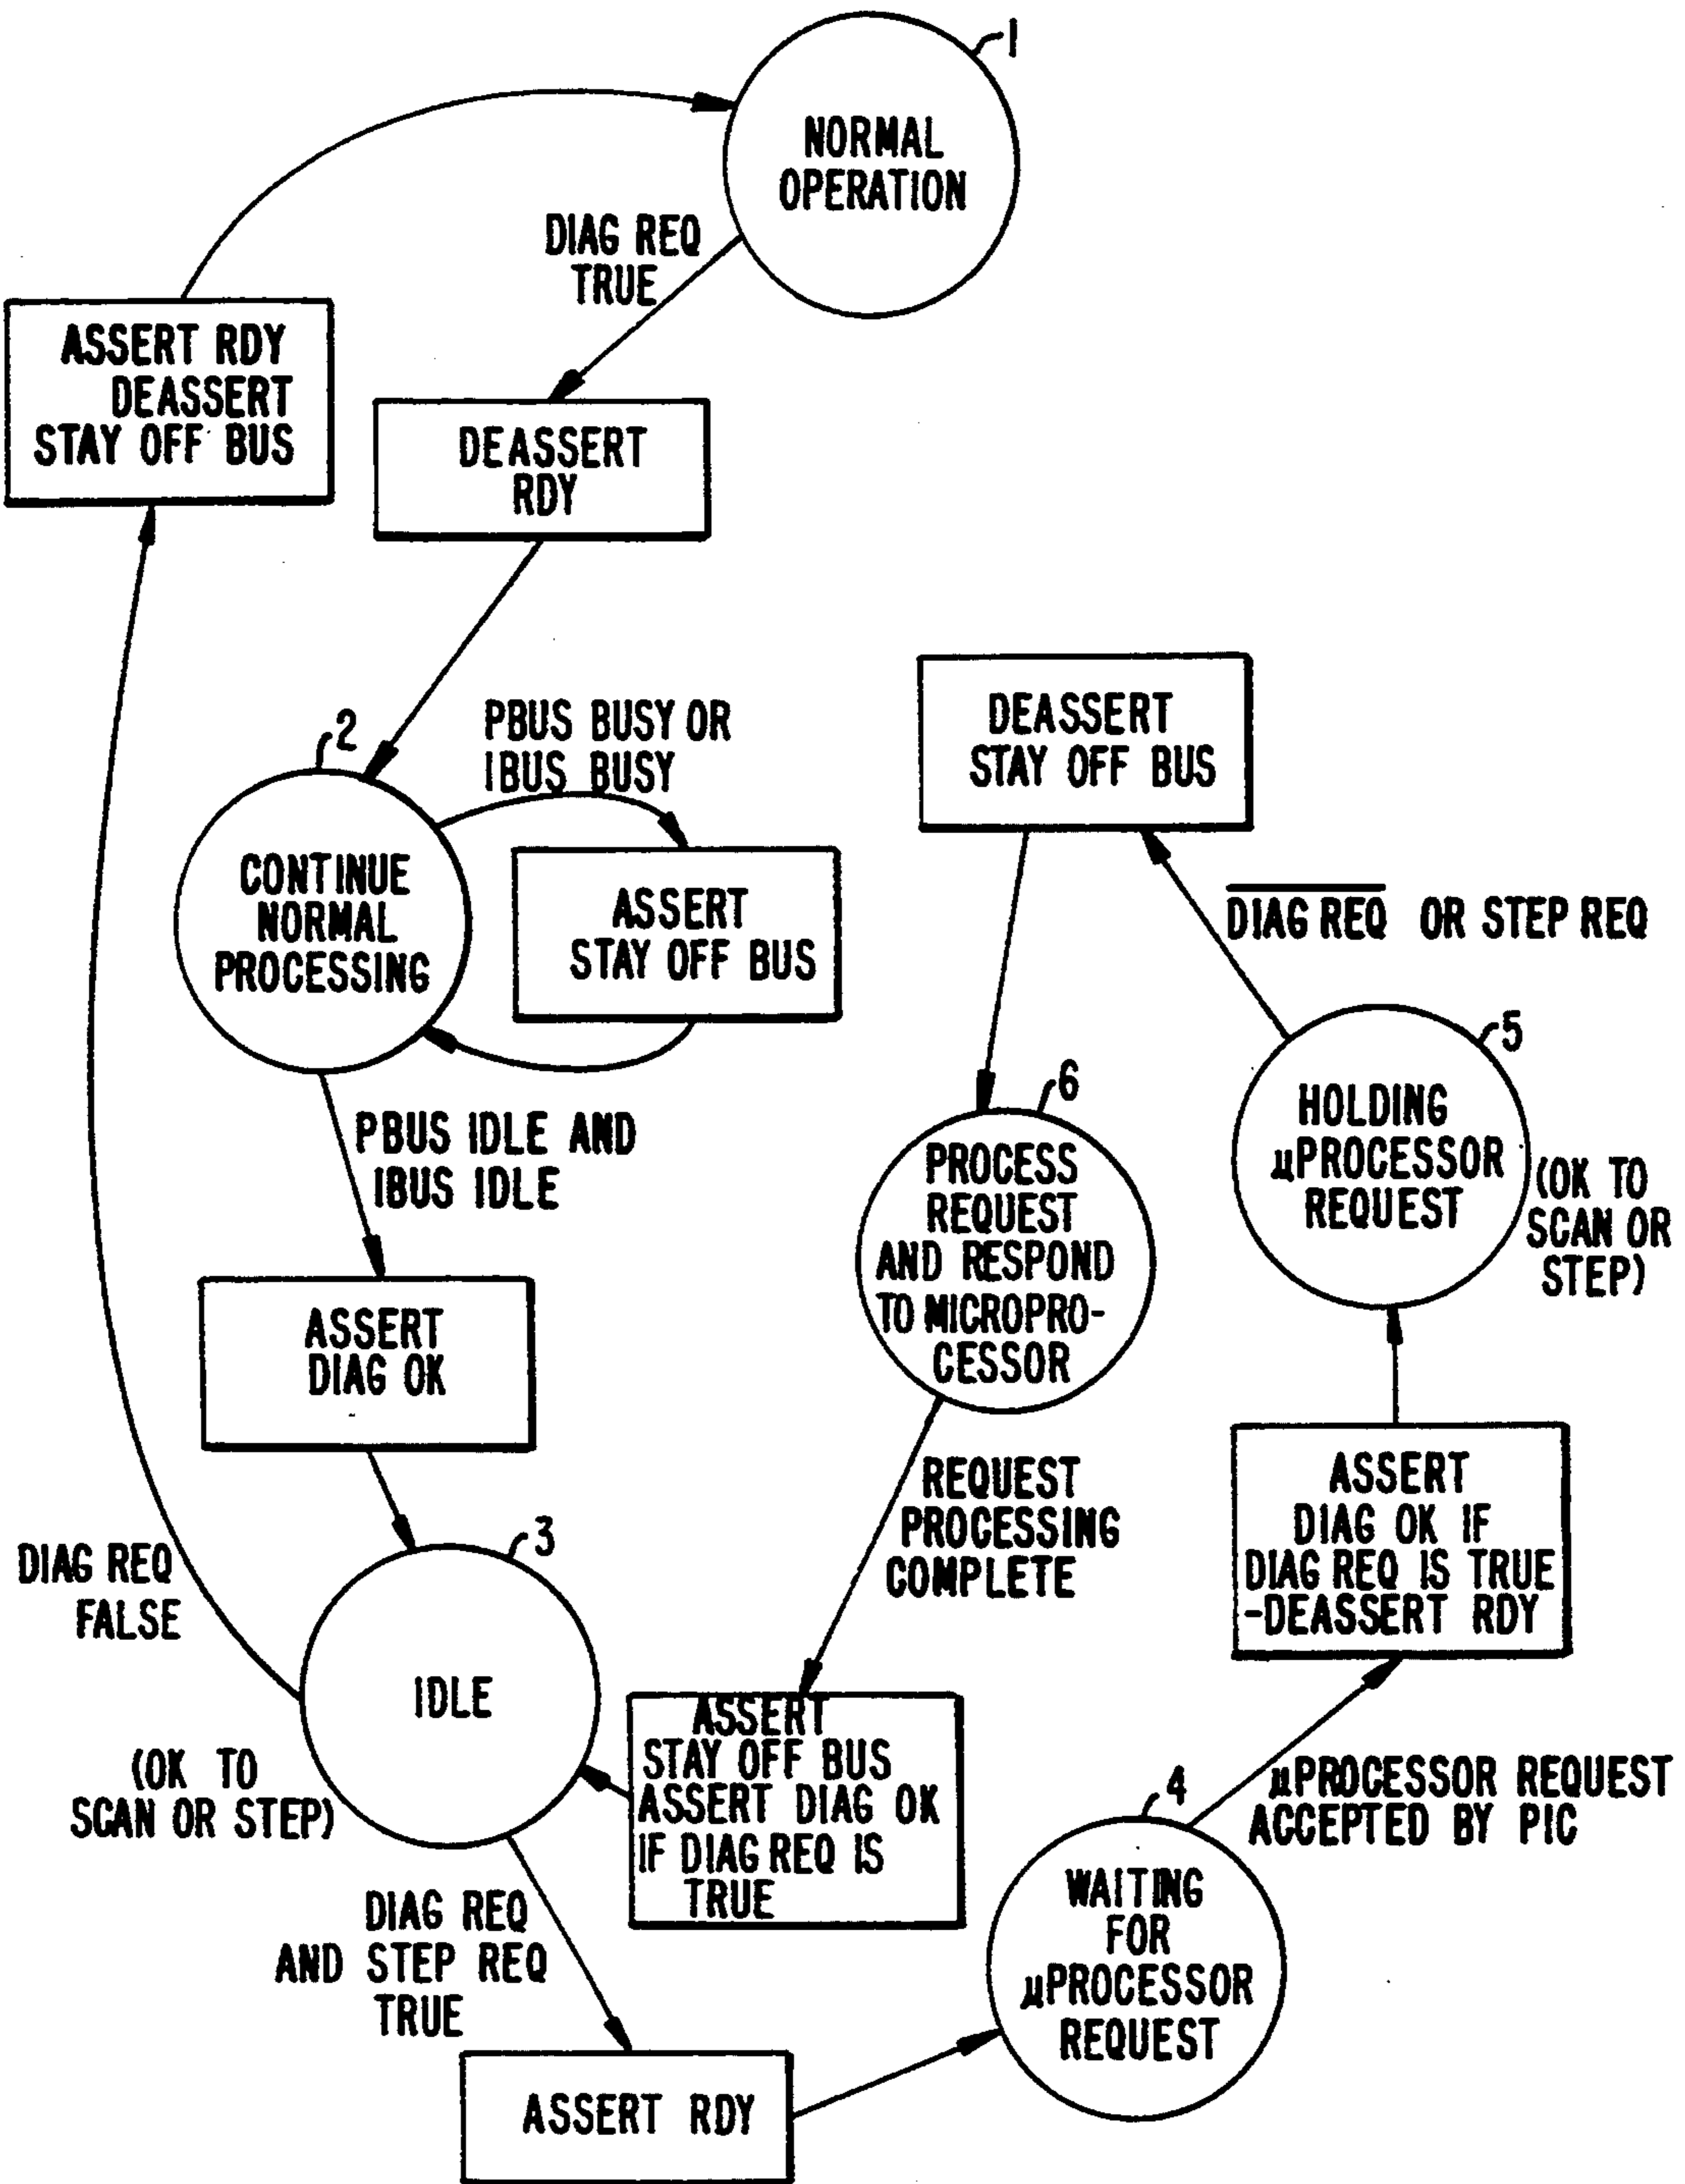 1
NORMAL
OPERATION
DIAG REQ
TRUE
ASSERT RDY
DEASSERT
STAY OFF BUS
DEASSERT
RDY
2
PBUS BUSY OR
IBUS BUSY
CONTINUE
NORMAL
PROCESSING
ASSERT
STAY OFF BUS
DEASSERT
STAY OFF BUS
DIAG REQ OR STEP REQ
5
HOLDING
µPROCESSOR
REQUEST
(OK TO
SCAN OR
STEP)
6
PROCESS
REQUEST
AND RESPOND
TO MICROPRO-
CESSOR
PBUS IDLE AND
IBUS IDLE
ASSERT
DIAG OK
REQUEST
PROCESSING
COMPLETE
ASSERT
DIAG OK IF
DIAG REQ IS TRUE
-DEASSERT RDY
DIAG REQ
FALSE
3
IDLE
(OK TO
SCAN OR STEP)
ASSERT
STAY OFF BUS
ASSERT DIAG OK
IF DIAG REQ IS
TRUE
µPROCESSOR REQUEST
ACCEPTED BY PIC
4
WAITING
FOR
µPROCESSOR
REQUEST
DIAG REQ
AND STEP REQ
TRUE
ASSERT RDY